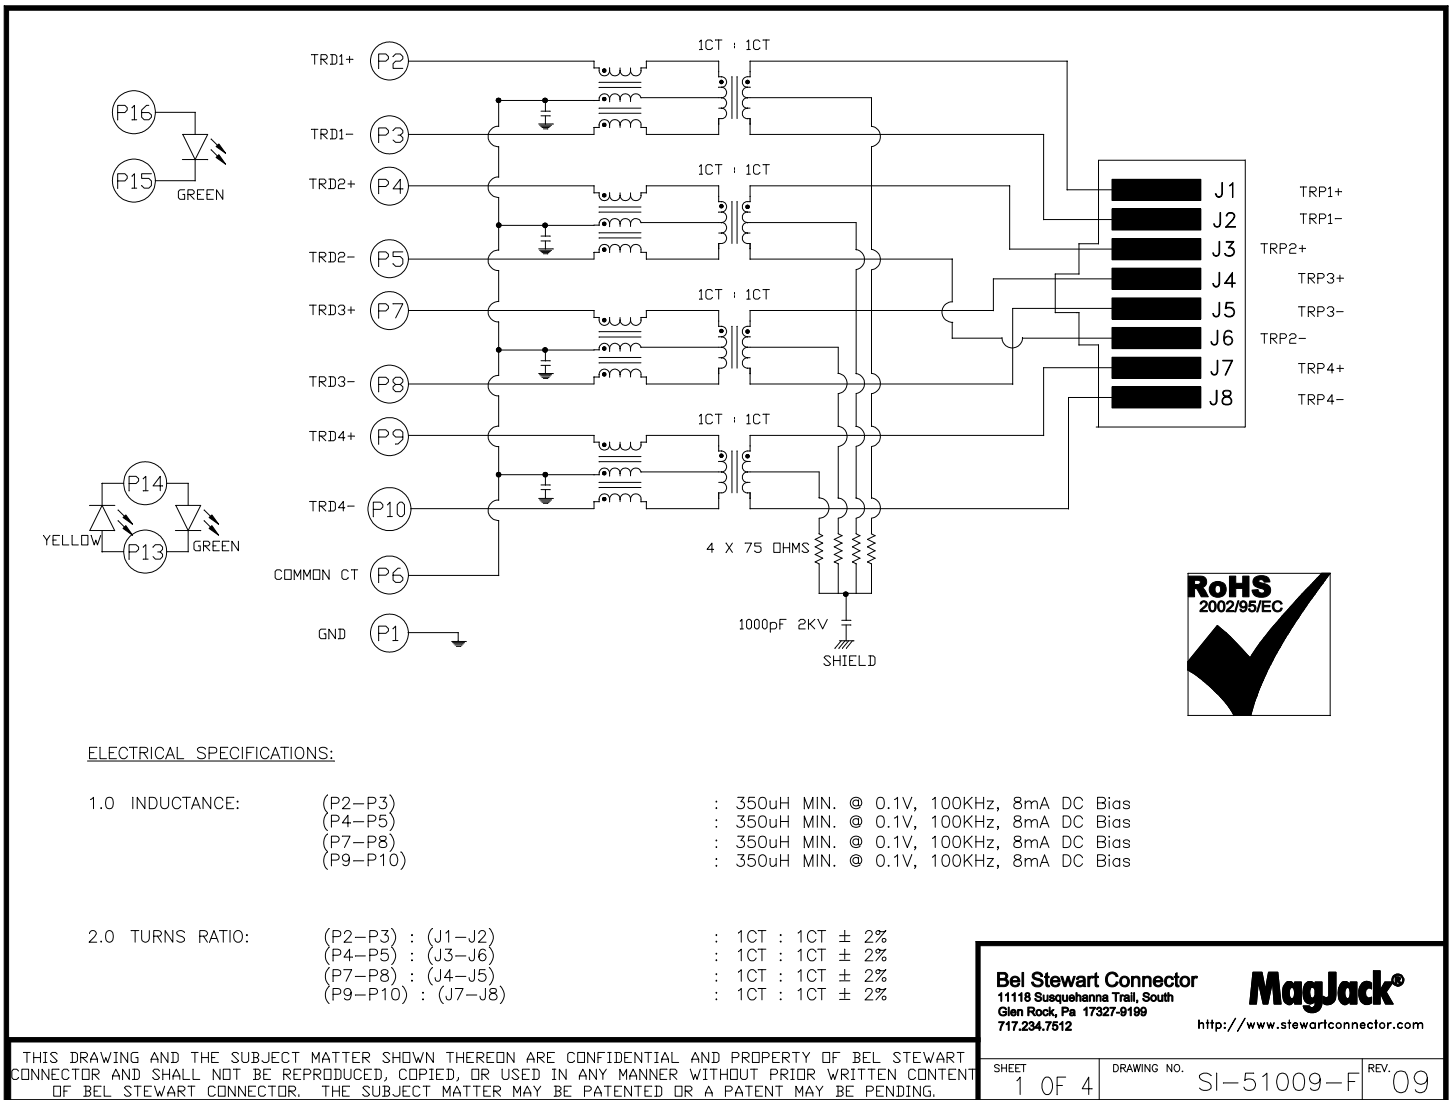 1CT : 1CT
TRD1+ P2
P16
TRD1- P3
P15
GREEN
1CT : 1CT
TRD2+ P4
J1 TRP1+
J2 TRP1-
J3 TRP2+
TRD2- P5
J4 TRP3+
1CT : 1CT
TRD3+ P7
J5 TRP3-
J6 TRP2-
J7 TRP4+
TRD3- P8
J8 TRP4-
1CT : 1CT
TRD4+ P9
P14
TRD4- P10
YELLOW
P13
GREEN
4 X 75 OHMS
COMMON CT P6
GND P1
1000pF 2KV
SHIELD
RoHS
2002/95/EC
ELECTRICAL SPECIFICATIONS:
1.0 INDUCTANCE: (P2-P3) : 350uH MIN. @ 0.1V, 100KHz, 8mA DC Bias
(P4-P5) : 350uH MIN. @ 0.1V, 100KHz, 8mA DC Bias
(P7-P8) : 350uH MIN. @ 0.1V, 100KHz, 8mA DC Bias
(P9-P10) : 350uH MIN. @ 0.1V, 100KHz, 8mA DC Bias
2.0 TURNS RATIO: (P2-P3) : (J1-J2) : 1CT : 1CT ± 2%
(P4-P5) : (J3-J6) : 1CT : 1CT ± 2%
(P7-P8) : (J4-J5) : 1CT : 1CT ± 2%
(P9-P10) : (J7-J8) : 1CT : 1CT ± 2%
Bel Stewart Connector
11118 Susquehanna Trail, South
Glen Rock, Pa 17327-9199
717.234.7512
MagJack®
http://www.stewartconnector.com
THIS DRAWING AND THE SUBJECT MATTER SHOWN THEREON ARE CONFIDENTIAL AND PROPERTY OF BEL STEWART
CONNECTOR AND SHALL NOT BE REPRODUCED, COPIED, OR USED IN ANY MANNER WITHOUT PRIOR WRITTEN CONTENT
OF BEL STEWART CONNECTOR. THE SUBJECT MATTER MAY BE PATENTED OR A PATENT MAY BE PENDING.
SHEET 1 OF 4
DRAWING NO. SI-51009-F
REV. 09